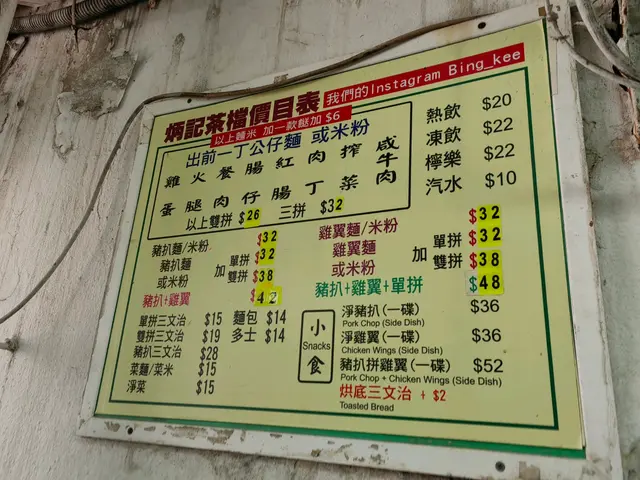 炳記茶檔價目表 我們的Instagram Bing_kee
以上麵米 加一款餸加 $6
出前一丁公仔麵 或米粉
雞 火 餐 腸 紅 肉 搾 咸牛肉
蛋 腿 肉 仔 腸 丁 菜
以上雙拼 $26 三拼 $32
熱飲 $20
凍飲 $22
檸樂 $22
汽水 $10
豬扒麵/米粉 $32
豬扒麵 或米粉 加 單拼 $32
雙拼 $38
豬扒+雞翼 $42
雞翼麵/米粉 $32
雞翼麵 或米粉 加 單拼 $32
雙拼 $38
豬扒+雞翼+單拼 $48
單拼三文治 $15
雙拼三文治 $19
豬扒三文治 $28
菜麵/菜米 $15
淨菜 $15
麵包 $14
多士 $14
小食
Snacks
淨豬扒(一碟) $36
Pork Chop (Side Dish)
淨雞翼(一碟) $36
Chicken Wings (Side Dish)
豬扒拼雞翼(一碟) $52
Pork Chop + Chicken Wings (Side Dish)
烘底三文治 + $2
Toasted Bread